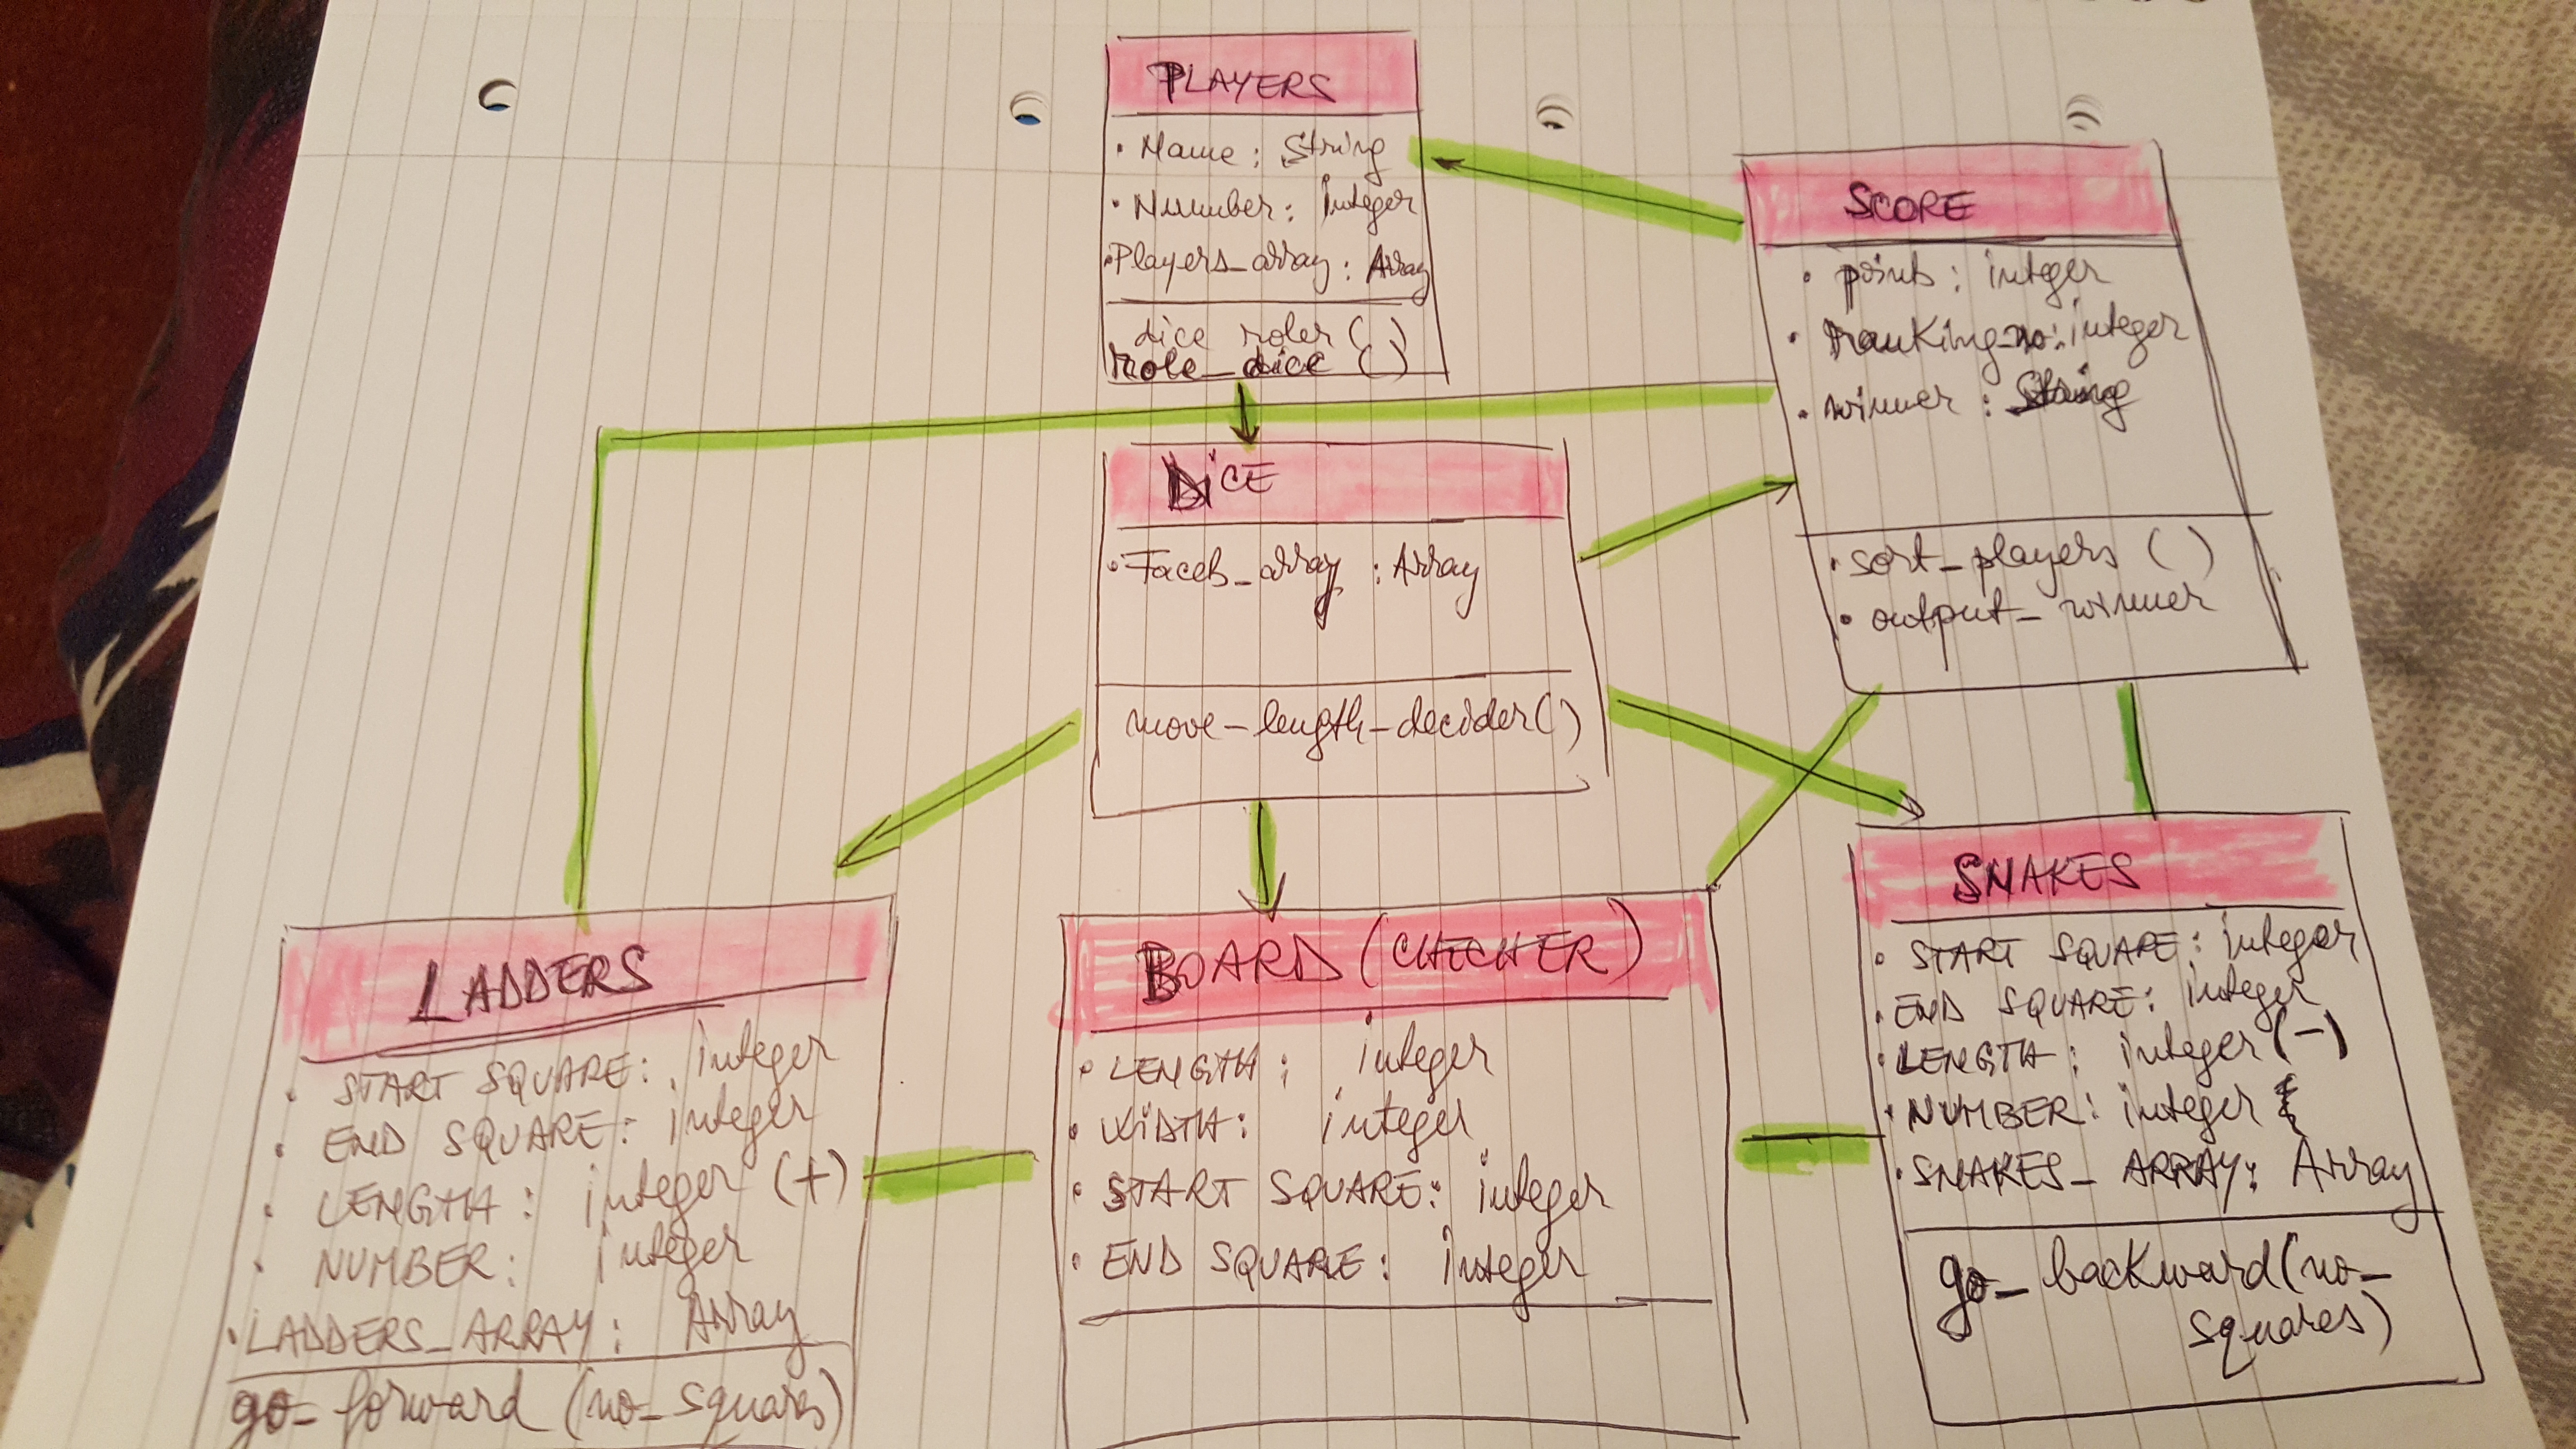 PLAYERS
• Name : String
• Number : Integer
• Players_array : Array
dice roler ( )
role_dice ( )
SCORE
• points : integer
• ranking_no : integer
• winner : String
• sort_players ( )
• output_winner
DiCE
• Faces_array : Array
move-length-decider()
LADDERS
• START SQUARE : integer
• END SQUARE : integer
• LENGTH : integer (+)
• NUMBER : integer
• LADDERS_ARRAY : Array
go_forward (no_squares)
BOARD (CHECHER)
• LENGTH : integer
• WiDTH : integer
• START SQUARE : integer
• END SQUARE : integer
SNAKES
• START SQUARE : integer
• END SQUARE : integer
• LENGTH : integer (-)
• NUMBER : integer
• SNAKES_ARRAY : Array
go_backward(no_
squares)